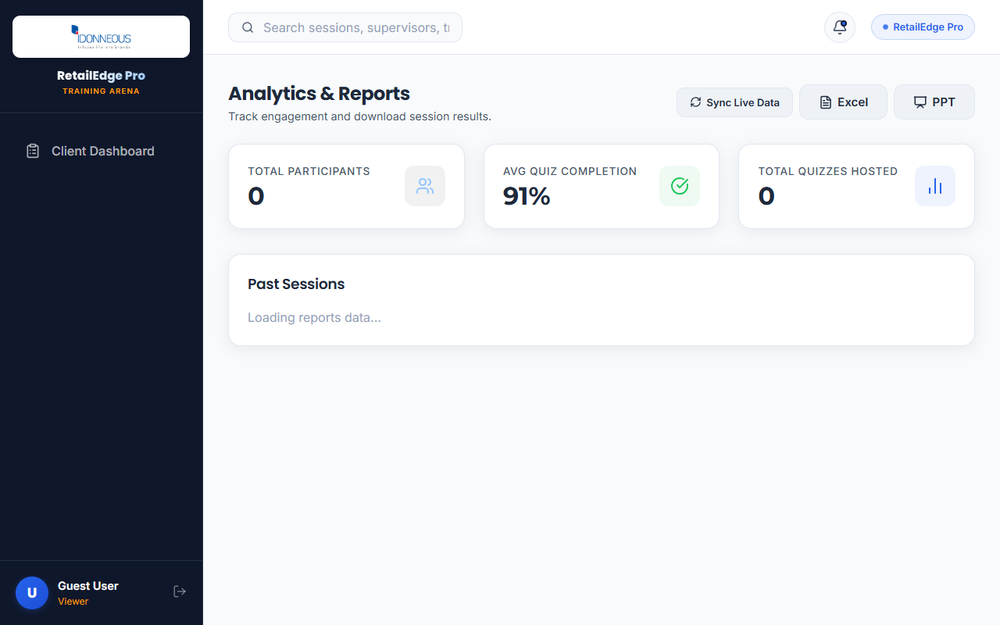 IDONNEOUS
Infuses life into brands
RetailEdge Pro
TRAINING ARENA
Client Dashboard
U
Guest User
Viewer
Search sessions, supervisors, tr
RetailEdge Pro
Analytics & Reports
Track engagement and download session results.
Sync Live Data
Excel
PPT
TOTAL PARTICIPANTS
0
AVG QUIZ COMPLETION
91%
TOTAL QUIZZES HOSTED
0
Past Sessions
Loading reports data...